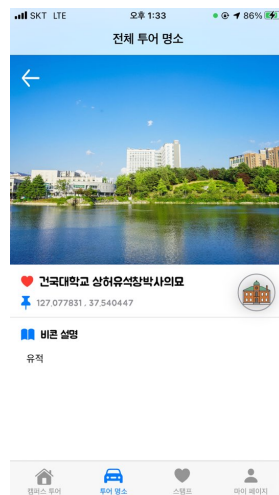 SKT LTE 오후 1:33 86%
전체 투어 명소
건국대학교 상허유석창박사의묘
127.077831 . 37.540447
비콘 설명
유적
캠퍼스 투어 투어 명소 스탬프 마이 페이지